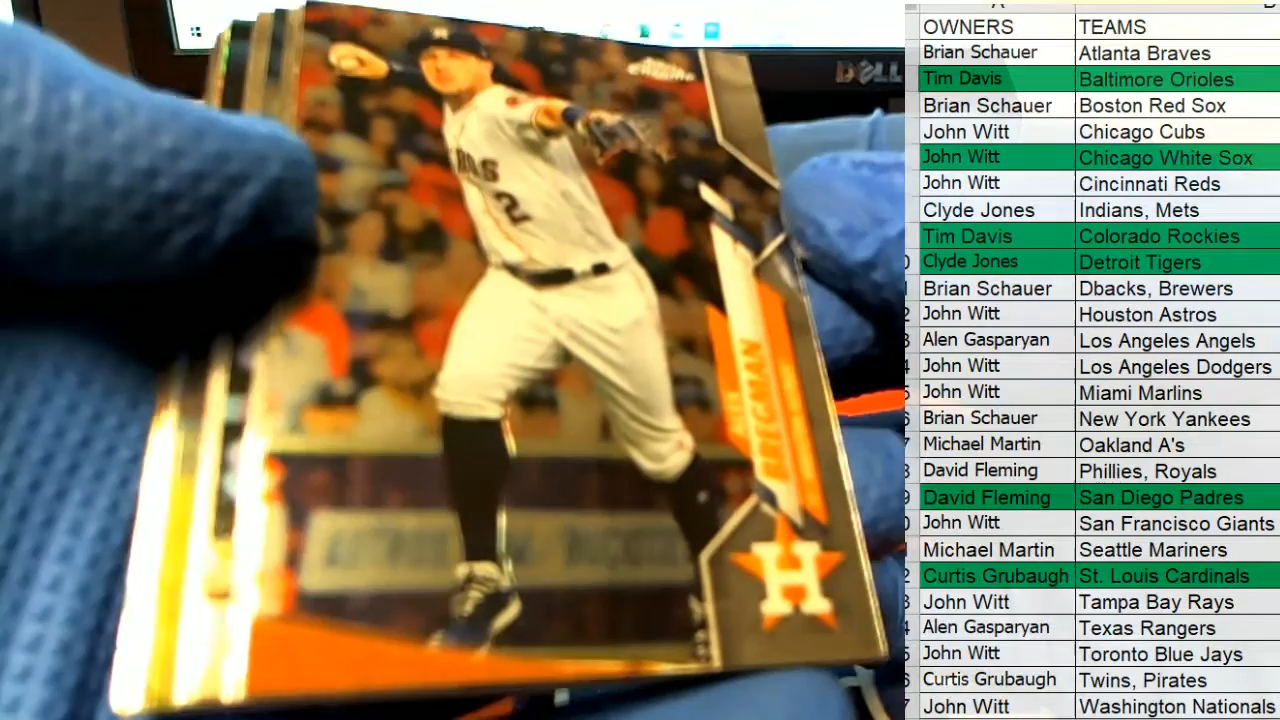 DELL
Chrome
2
ALEX
BREGMAN
H
OWNERS TEAMS
Brian Schauer Atlanta Braves
Tim Davis Baltimore Orioles
Brian Schauer Boston Red Sox
John Witt Chicago Cubs
John Witt Chicago White Sox
John Witt Cincinnati Reds
Clyde Jones Indians, Mets
Tim Davis Colorado Rockies
Clyde Jones Detroit Tigers
Brian Schauer Dbacks, Brewers
John Witt Houston Astros
Alen Gasparyan Los Angeles Angels
John Witt Los Angeles Dodgers
John Witt Miami Marlins
Brian Schauer New York Yankees
Michael Martin Oakland A's
David Fleming Phillies, Royals
David Fleming San Diego Padres
John Witt San Francisco Giants
Michael Martin Seattle Mariners
Curtis Grubaugh St. Louis Cardinals
John Witt Tampa Bay Rays
Alen Gasparyan Texas Rangers
John Witt Toronto Blue Jays
Curtis Grubaugh Twins, Pirates
John Witt Washington Nationals